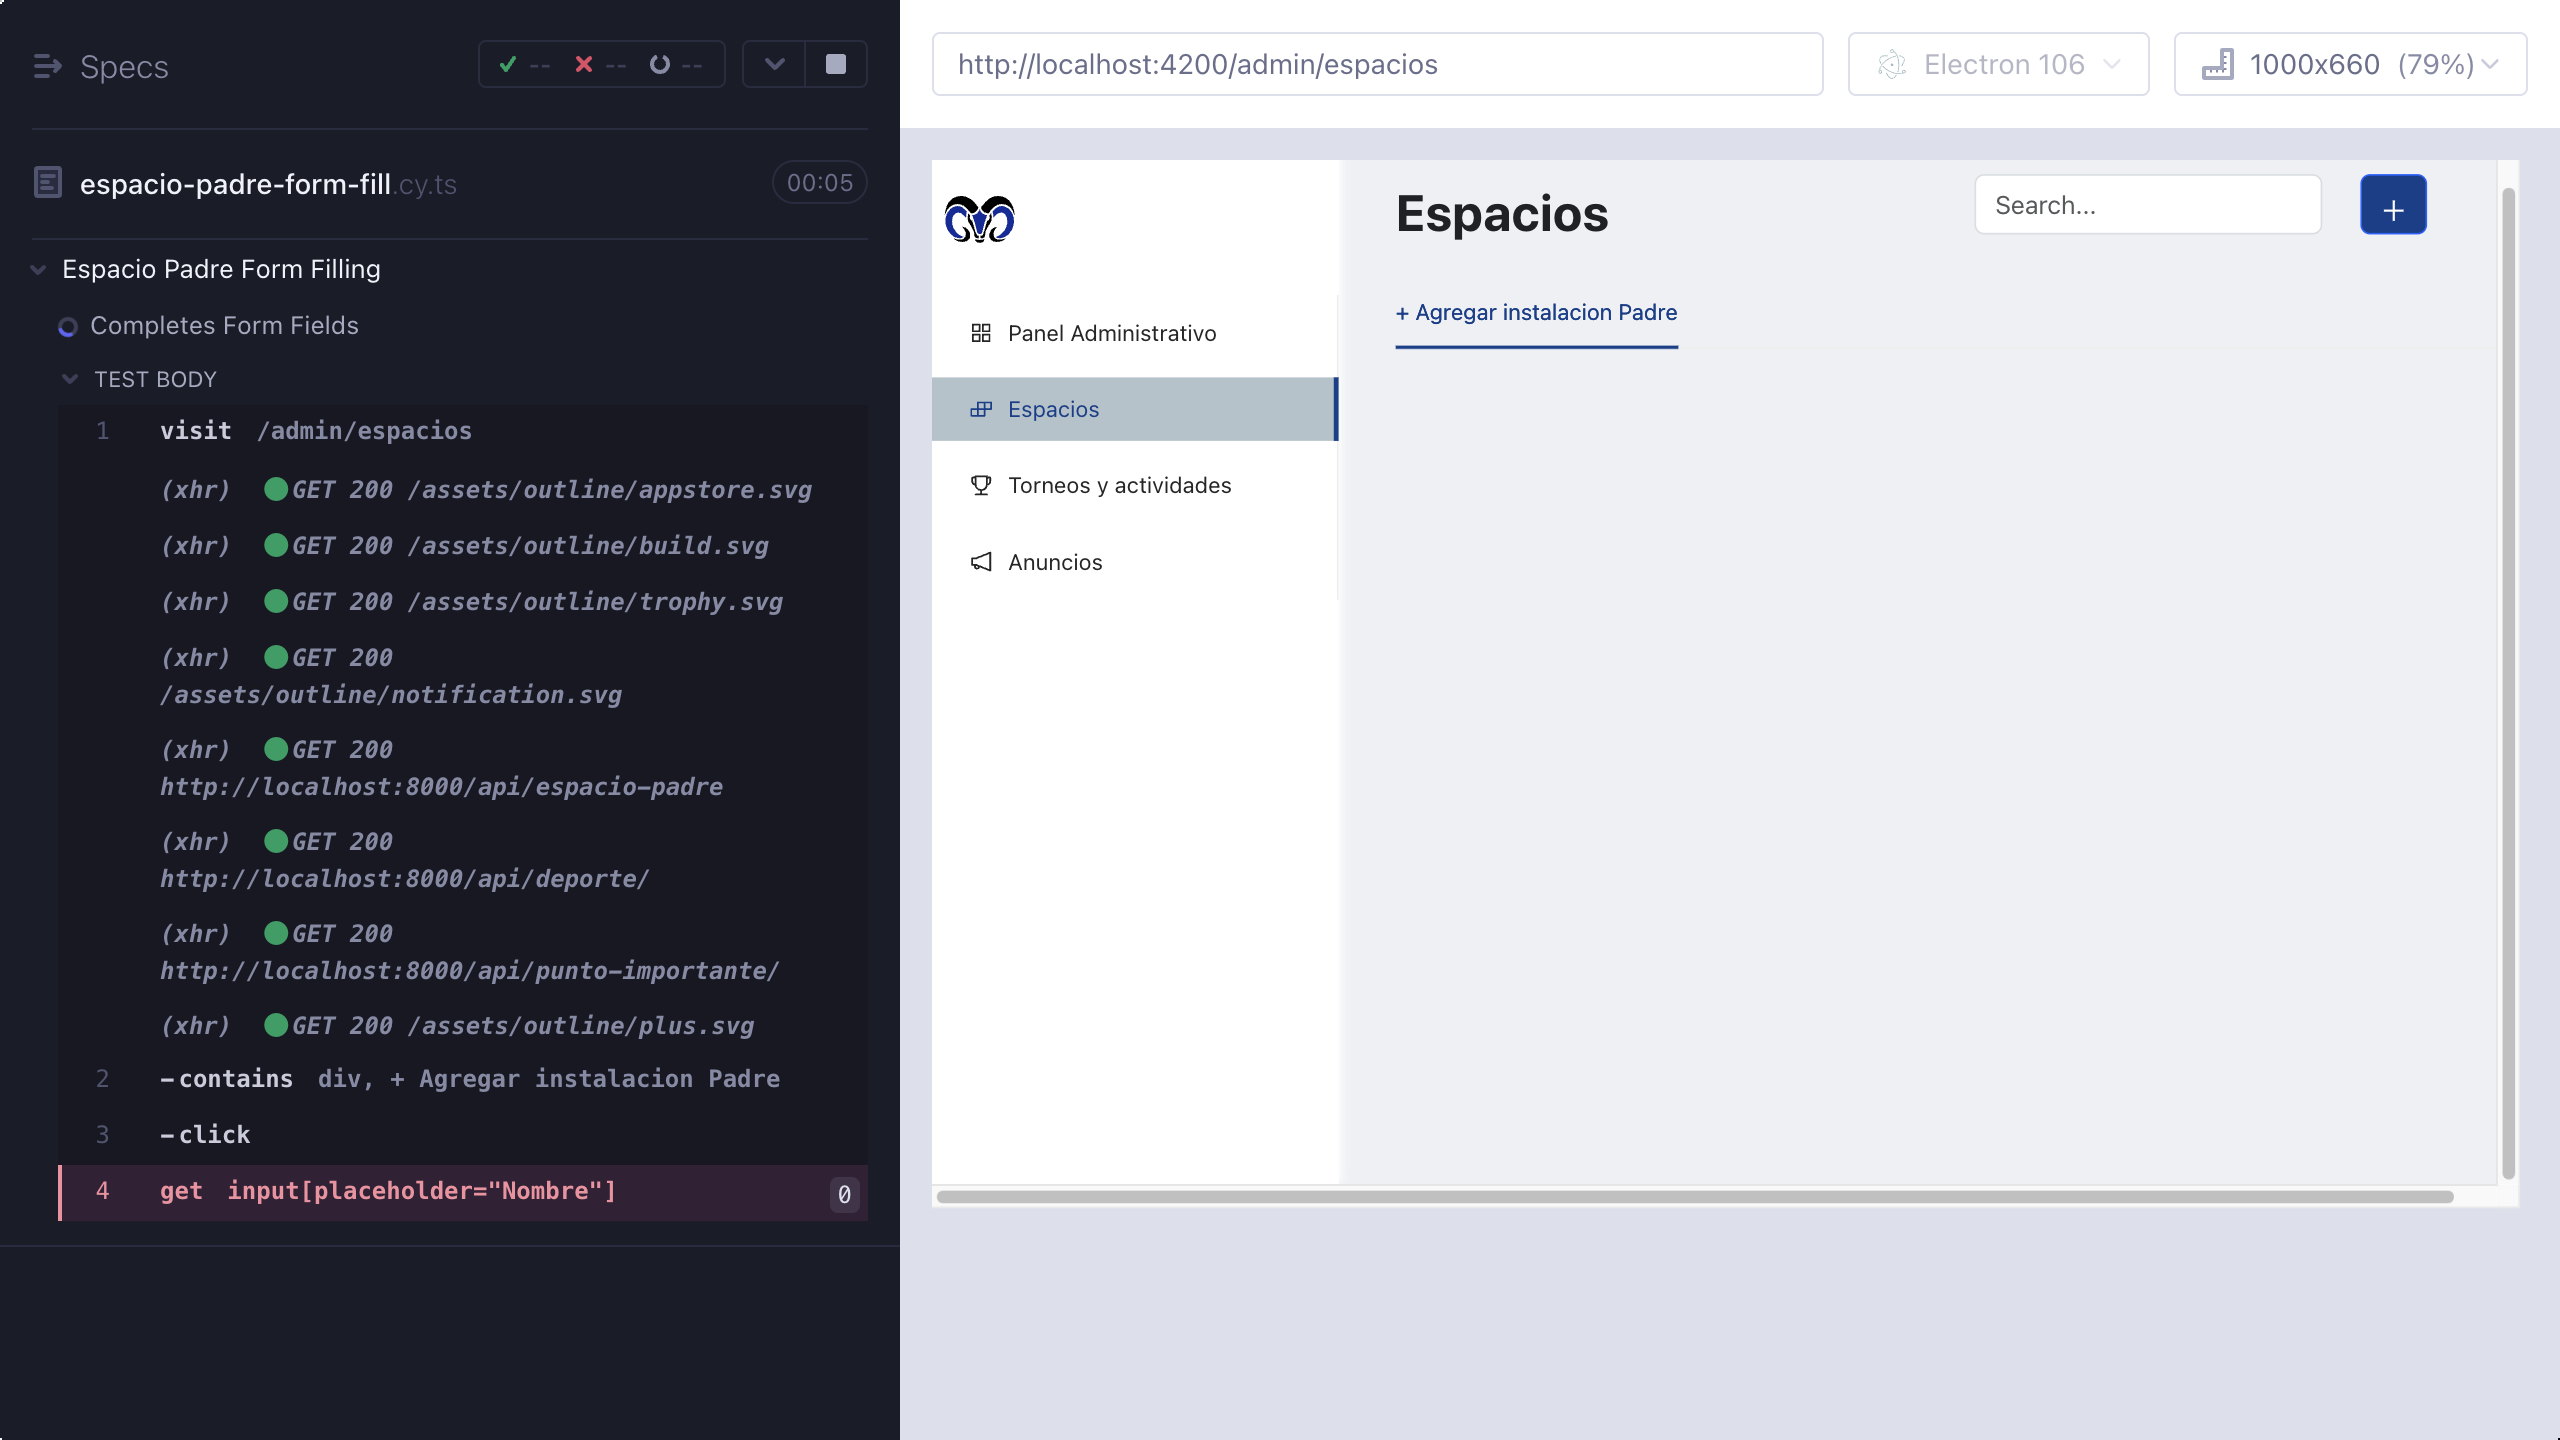 Specs
-- -- --
espacio-padre-form-fill.cy.ts 00:05
Espacio Padre Form Filling
Completes Form Fields
TEST BODY
1 visit /admin/espacios
(xhr) GET 200 /assets/outline/appstore.svg
(xhr) GET 200 /assets/outline/build.svg
(xhr) GET 200 /assets/outline/trophy.svg
(xhr) GET 200
/assets/outline/notification.svg
(xhr) GET 200
http://localhost:8000/api/espacio-padre
(xhr) GET 200
http://localhost:8000/api/deporte/
(xhr) GET 200
http://localhost:8000/api/punto-importante/
(xhr) GET 200 /assets/outline/plus.svg
2 -contains div, + Agregar instalacion Padre
3 -click
4 get input[placeholder="Nombre"] 0
http://localhost:4200/admin/espacios
Electron 106
1000x660 (79%)
Espacios
Search...
+
+ Agregar instalacion Padre
Panel Administrativo
Espacios
Torneos y actividades
Anuncios